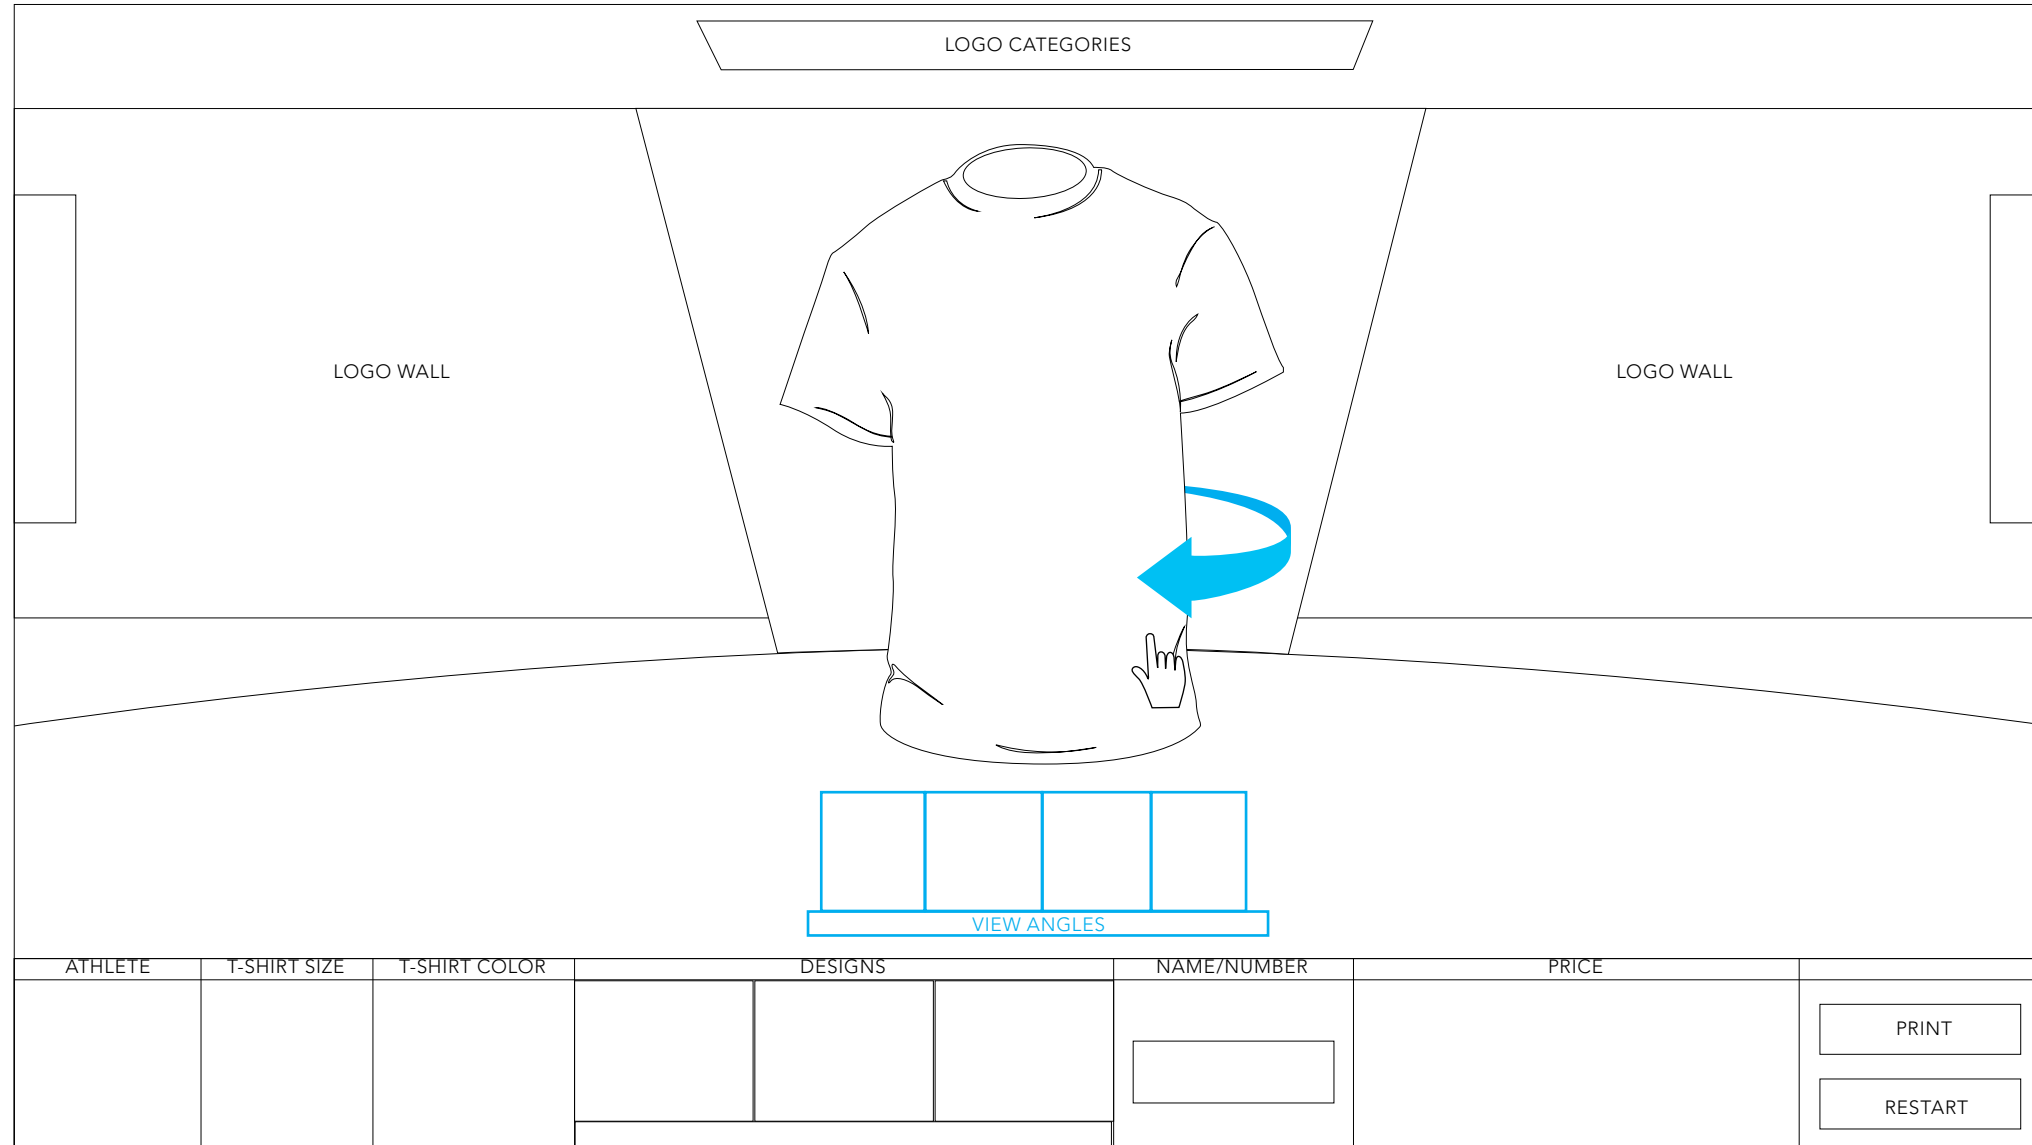 LOGO CATEGORIES
LOGO WALL
LOGO WALL
VIEW ANGLES
ATHLETE
T-SHIRT SIZE
T-SHIRT COLOR
DESIGNS
NAME/NUMBER
PRICE
PRINT
RESTART